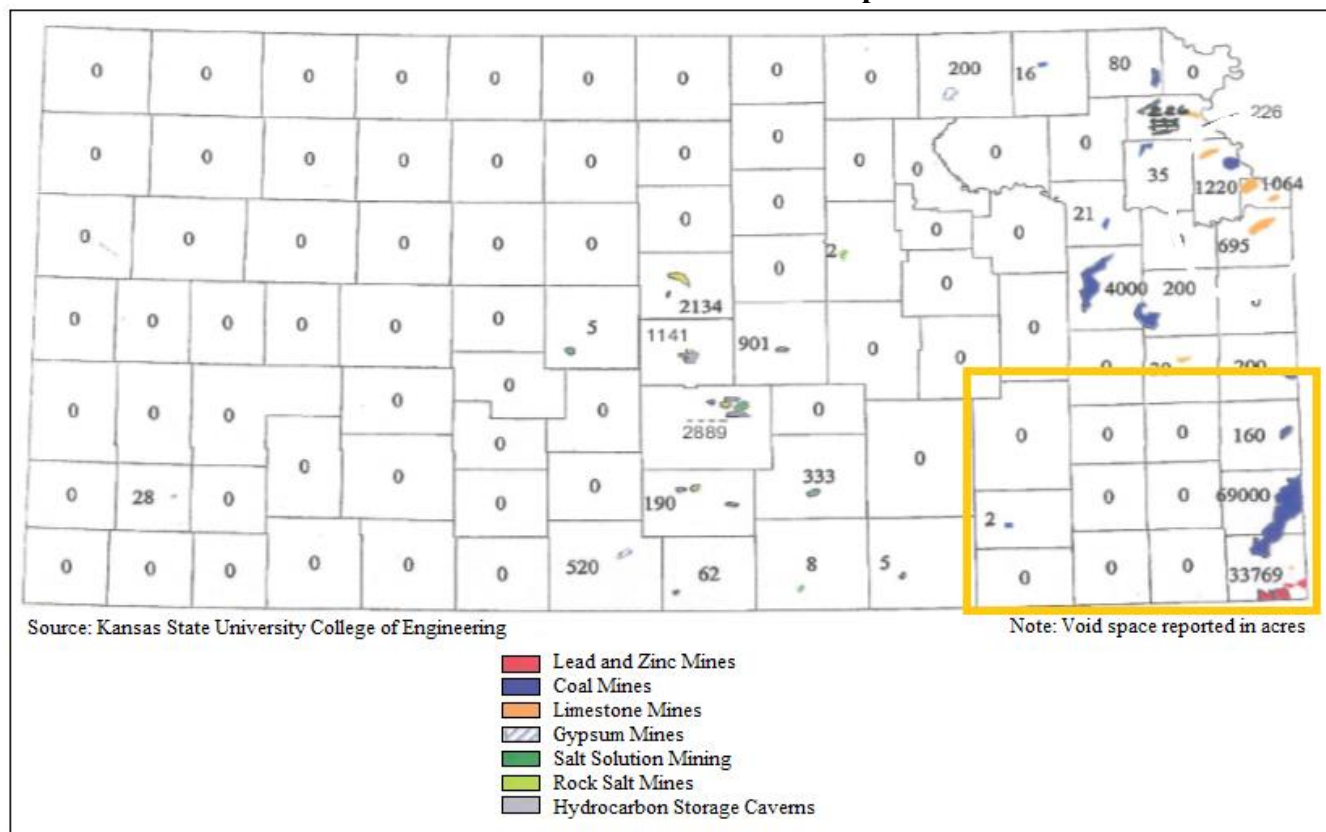 0 0 0 0 0 0 0 0 0 200 16 80 0
226
0 0 0 0 0 0 0 0 0 0 0 0 35 1220 1064
0 0 0 0 0 0 0 2 0 0 21 695
0 0 0 0 0 0 5 2134 0 0 0 4000 200
1141 901 0 0 0 200
0 0 0 0 0 0 2889 0 0 0 0 0 160
0 28 0 0 0 0 0 0 190 333 0 2 0 0 69000
0 0 0 0 0 0 520 62 8 5 0 0 0 33769
Source: Kansas State University College of Engineering
Note: Void space reported in acres
Lead and Zinc Mines
Coal Mines
Limestone Mines
Gypsum Mines
Salt Solution Mining
Rock Salt Mines
Hydrocarbon Storage Caverns